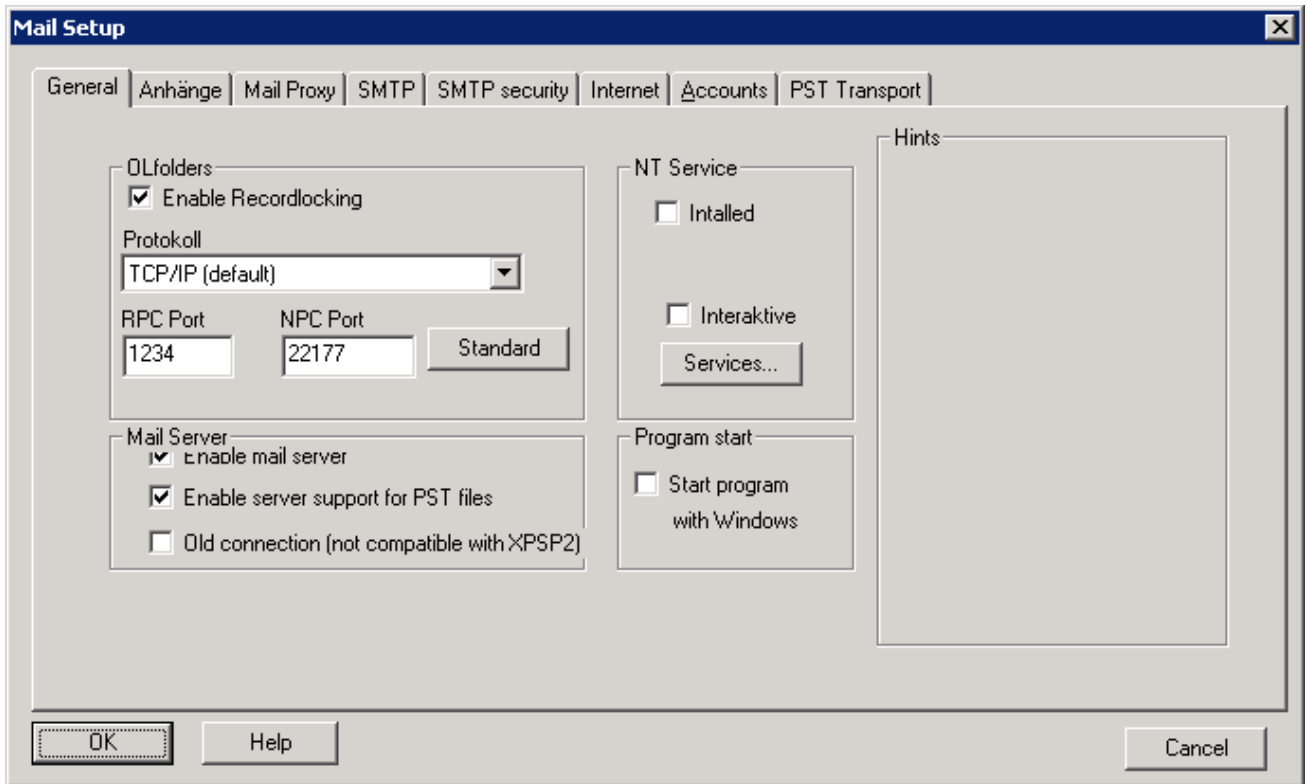 Mail Setup
General Anhänge Mail Proxy SMTP SMTP security Internet Accounts PST Transport
OLfolders
Enable Recordlocking
Protokoll
TCP/IP (default)
RPC Port NPC Port
1234 22177 Standard
Mail Server
Enable mail server
Enable server support for PST files
Old connection (not compatible with XPSP2)
NT Service
Intalled
Interaktive
Services...
Program start
Start program
with Windows
Hints
OK Help Cancel